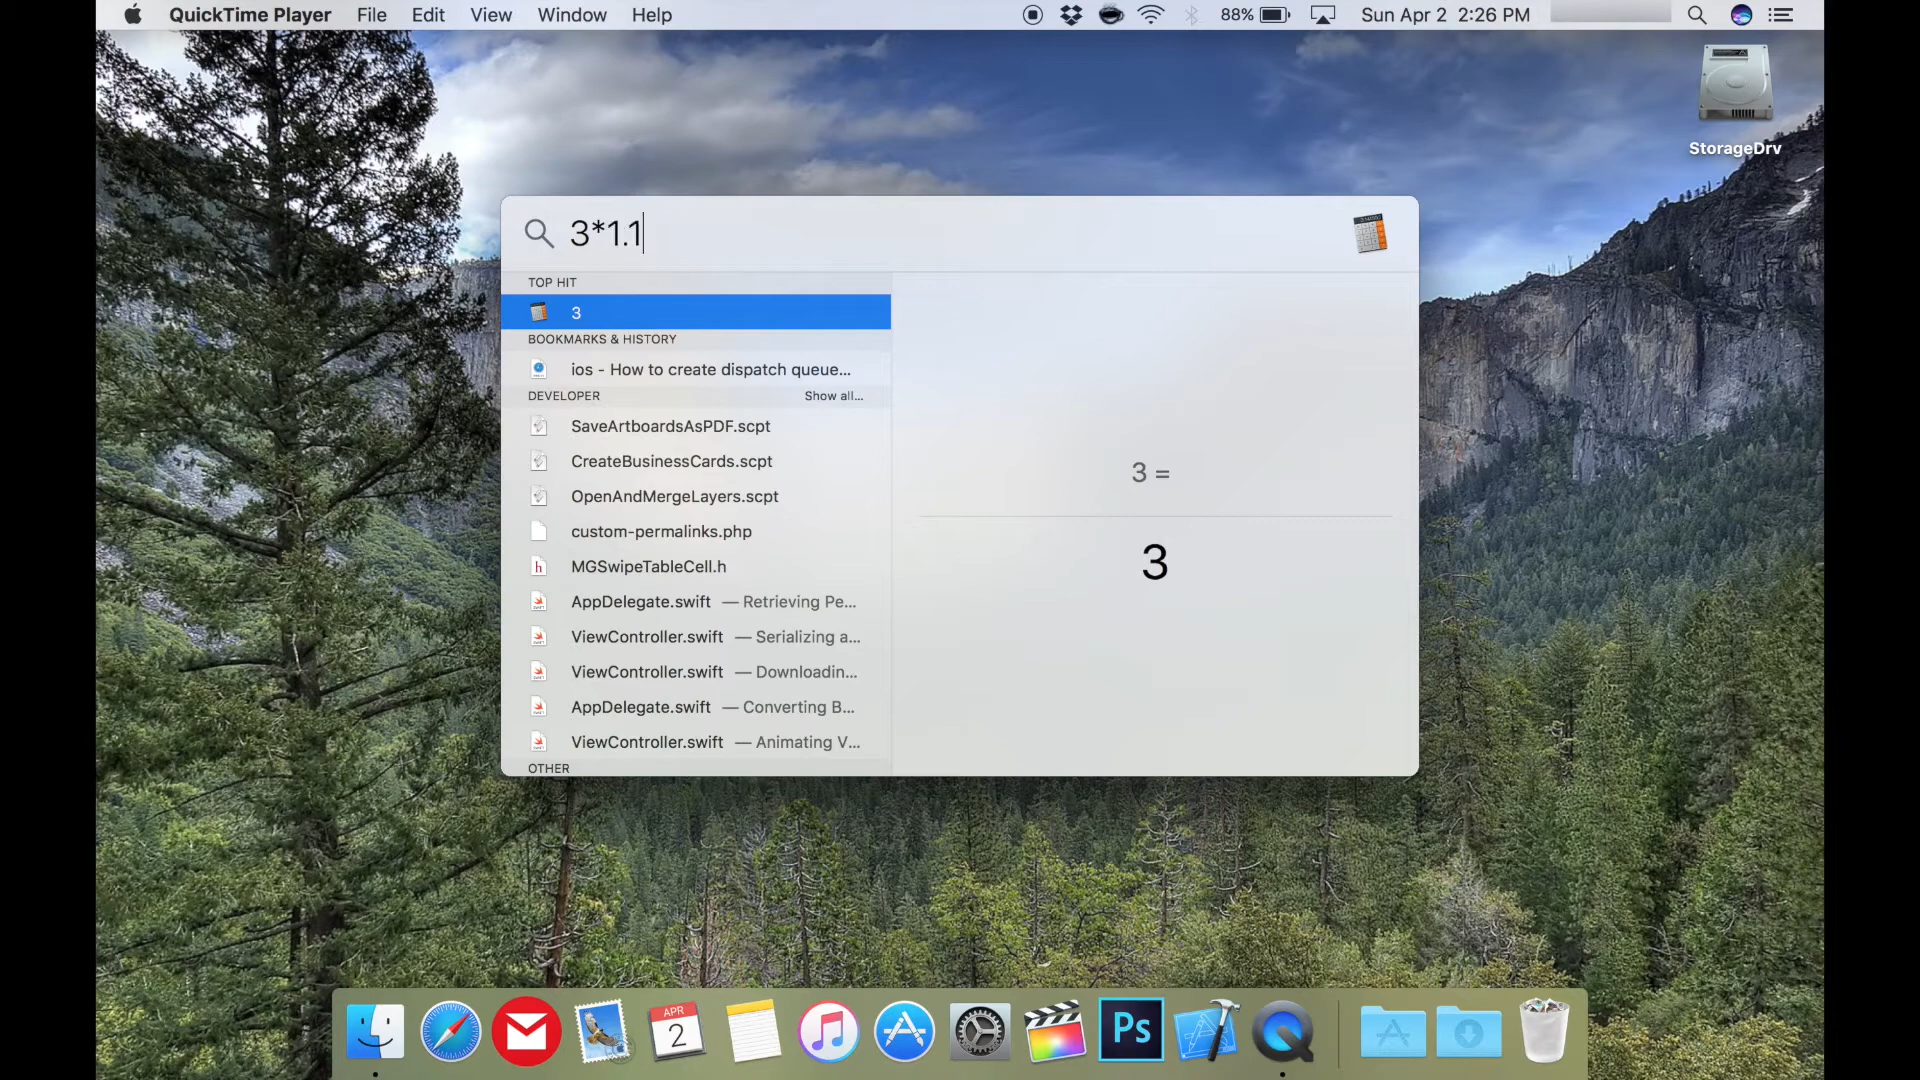 QuickTime Player File Edit View Window Help 88% Sun Apr 2 2:26 PM
StorageDrv
3*1.1
TOP HIT
3
BOOKMARKS & HISTORY
ios - How to create dispatch queue...
DEVELOPER Show all...
SaveArtboardsAsPDF.scpt
CreateBusinessCards.scpt
OpenAndMergeLayers.scpt
custom-permalinks.php
h MGSwipeTableCell.h
AppDelegate.swift — Retrieving Pe...
ViewController.swift — Serializing a...
ViewController.swift — Downloadin...
AppDelegate.swift — Converting B...
ViewController.swift — Animating V...
OTHER
3 =
3
APR
2
Ps